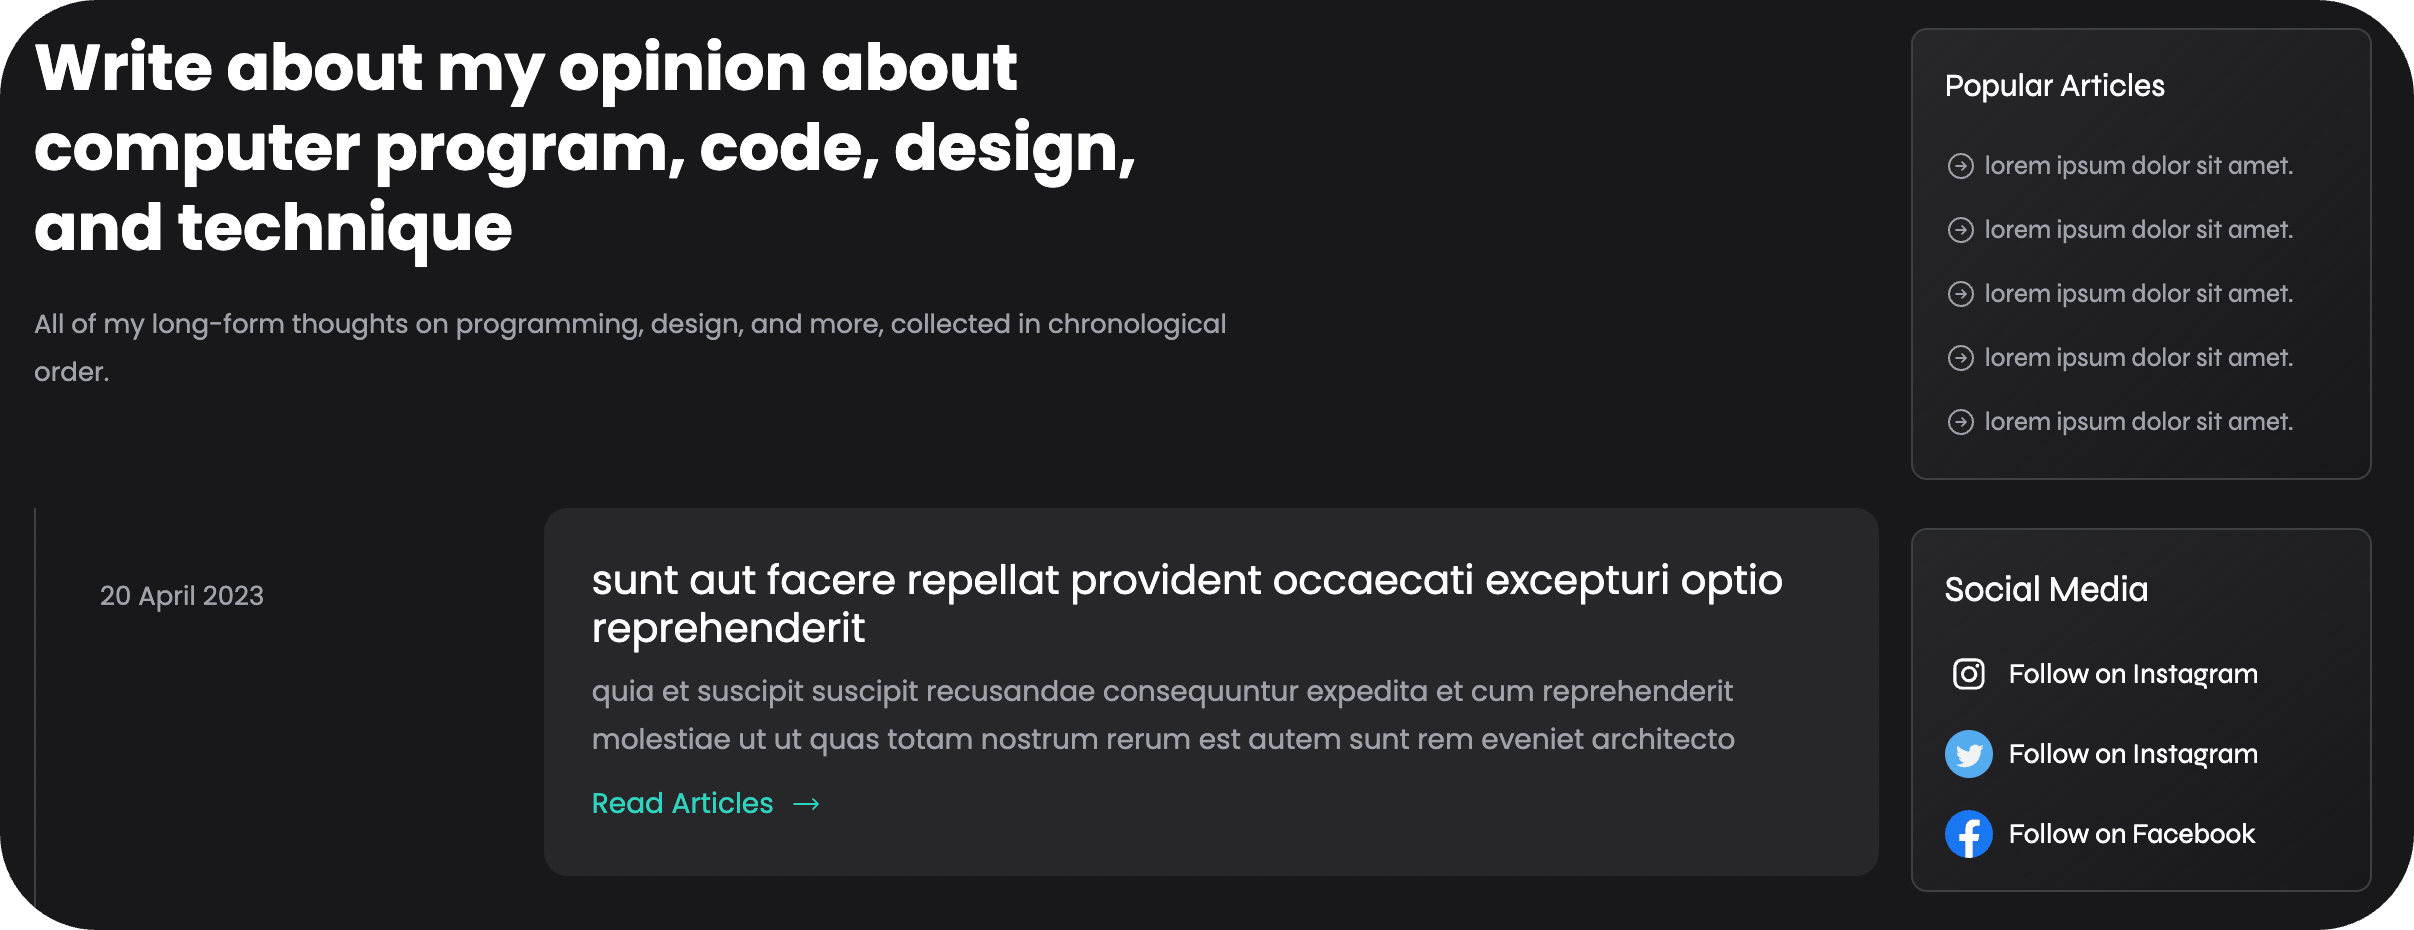 Write about my opinion about
computer program, code, design,
and technique
All of my long-form thoughts on programming, design, and more, collected in chronological
order.
20 April 2023
sunt aut facere repellat provident occaecati excepturi optio
reprehenderit
quia et suscipit suscipit recusandae consequuntur expedita et cum reprehenderit
molestiae ut ut quas totam nostrum rerum est autem sunt rem eveniet architecto
Read Articles →
Popular Articles
lorem ipsum dolor sit amet.
lorem ipsum dolor sit amet.
lorem ipsum dolor sit amet.
lorem ipsum dolor sit amet.
lorem ipsum dolor sit amet.
Social Media
Follow on Instagram
Follow on Instagram
Follow on Facebook